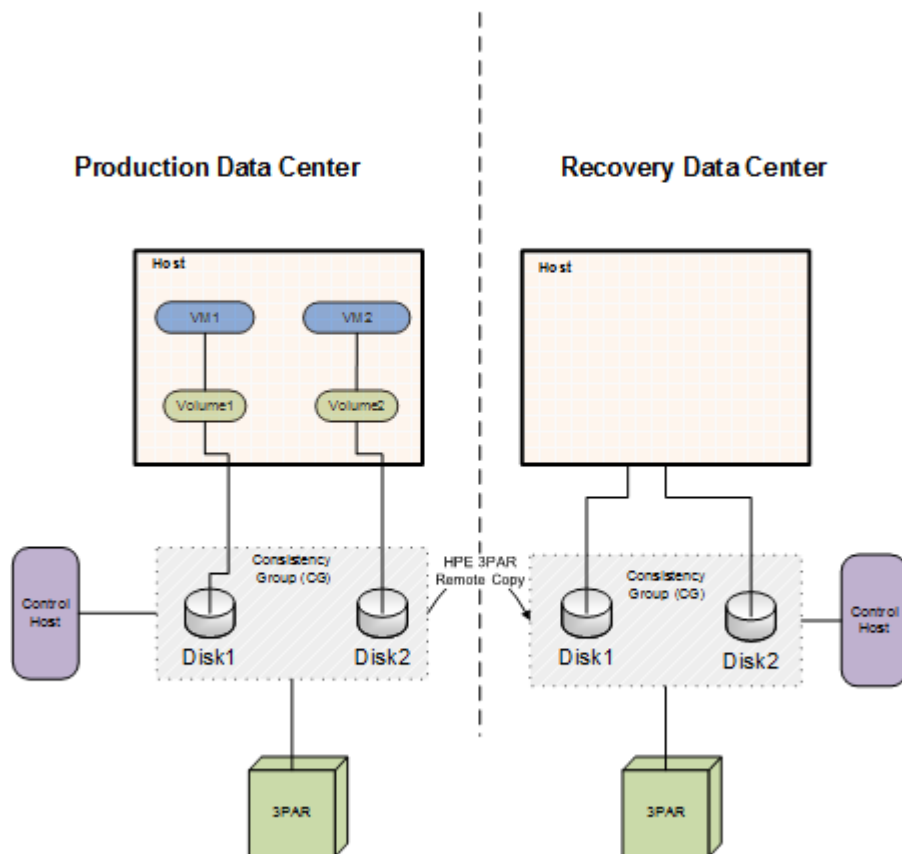 Production Data Center
Recovery Data Center
Host
VM1
VM2
Volume1
Volume2
Host
Control
Host
Consistency
Group (CG)
Disk1
Disk2
HPE 3PAR
Remote Copy
Consistency
Group (CG)
Disk1
Disk2
Control
Host
3PAR
3PAR